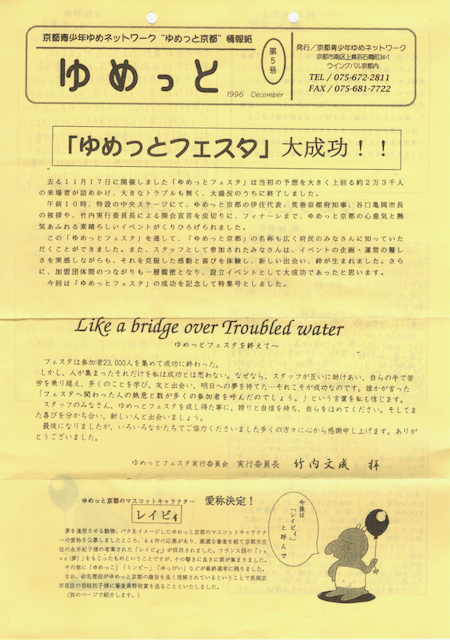 京都青少年ゆめネットワーク"ゆめっと京都"情報紙
ゆめっと
1996 December
第5号
発行/京都青少年ゆめネットワーク
京都市南区上鳥羽石橋町34-1
ウイングパル京都内
TEL / 075-672-2811
FAX / 075-681-7722
「ゆめっとフェスタ」大成功！！
去る11月17日に開催しました「ゆめっとフェスタ」は当初の予想を大きく上回る約2万3千人
の来場者が詰めかけ、大きなトラブルも無く、大盛況のうちに終了しました。
午前10時、特設の中央ステージにて、ゆめっと京都の伊住代表、荒巻京都府知事、谷口亀岡市長
の挨拶や、竹内実行委員長による開会宣言を皮切りに、フィナーレまで、ゆめっと京都の心意気と熱
気あふれる素晴らしいイベントがくりひろげられました。
この「ゆめっとフェスタ」を通して、「ゆめっと京都」の名称も広く府民のみなさんに知っていた
だくことができました。また、スタッフとして参加されたみなさんは、イベントの企画・運営の難し
さを実感しながらも、それを克服した感動と喜びを体験し、新しい出会い、絆が生まれました。さら
に、加盟団体間のつながりも一層親密となり、設立イベントとして大成功であったと思います。
今回は「ゆめっとフェスタ」の成功を記念して特集号としました。
Like a bridge over Troubled water
ゆめっとフェスタを終えて～
フェスタは参加者23,000人を集めて成功に終わった。
しかし、人が集まっただけを私は成功とは思わない。なぜなら、スタッフが互いに助けあい、自らの手で苦
労を乗り越え、多くのことを学び、友と出会い、明日への夢を持てた…それこそが成功なのです。誰かが言った
「フェスタへ関わった人の熱意と数が多くの参加者を呼んだのでしょう。」という言葉を私も信じます。
スタッフのみなさん、ゆめっとフェスタを成し得た事に、誇りと自信を持ち、自らをほめてください。そしてま
た喜びを分かち合い、新しい人と出会いましょう。
最後になりましたが、いろいろなかたちでご協力くださいました多くの方々に心から感謝申し上げます。ありが
とうございました。
ゆめっとフェスタ実行委員会 実行委員長 竹内文成 拝
ゆめっと京都のマスコットキャラクター 愛称決定！
レイビィ
夢を連想させる動物、バクをイメージしたゆめっと京都のマスコットキャラクタ
ーの愛称を公募しましたところ、44件の応募があり、厳選な審査を経て京都市在
住の永井紀子様の考案された「レイビィ」が採用されました。フランス語の「re
ve（夢）」をもじったものということですが、その響きに良さに票が集まりました。
その他に「ゆめっこ」「ミンピー」「ゆっぴい」などが最終選考に残りました。
なお、命名理由がゆめっと京都の趣旨を良く理解されているということで長岡京
（別のページで紹介します。）
今後は
「レイビィ」
と呼んで